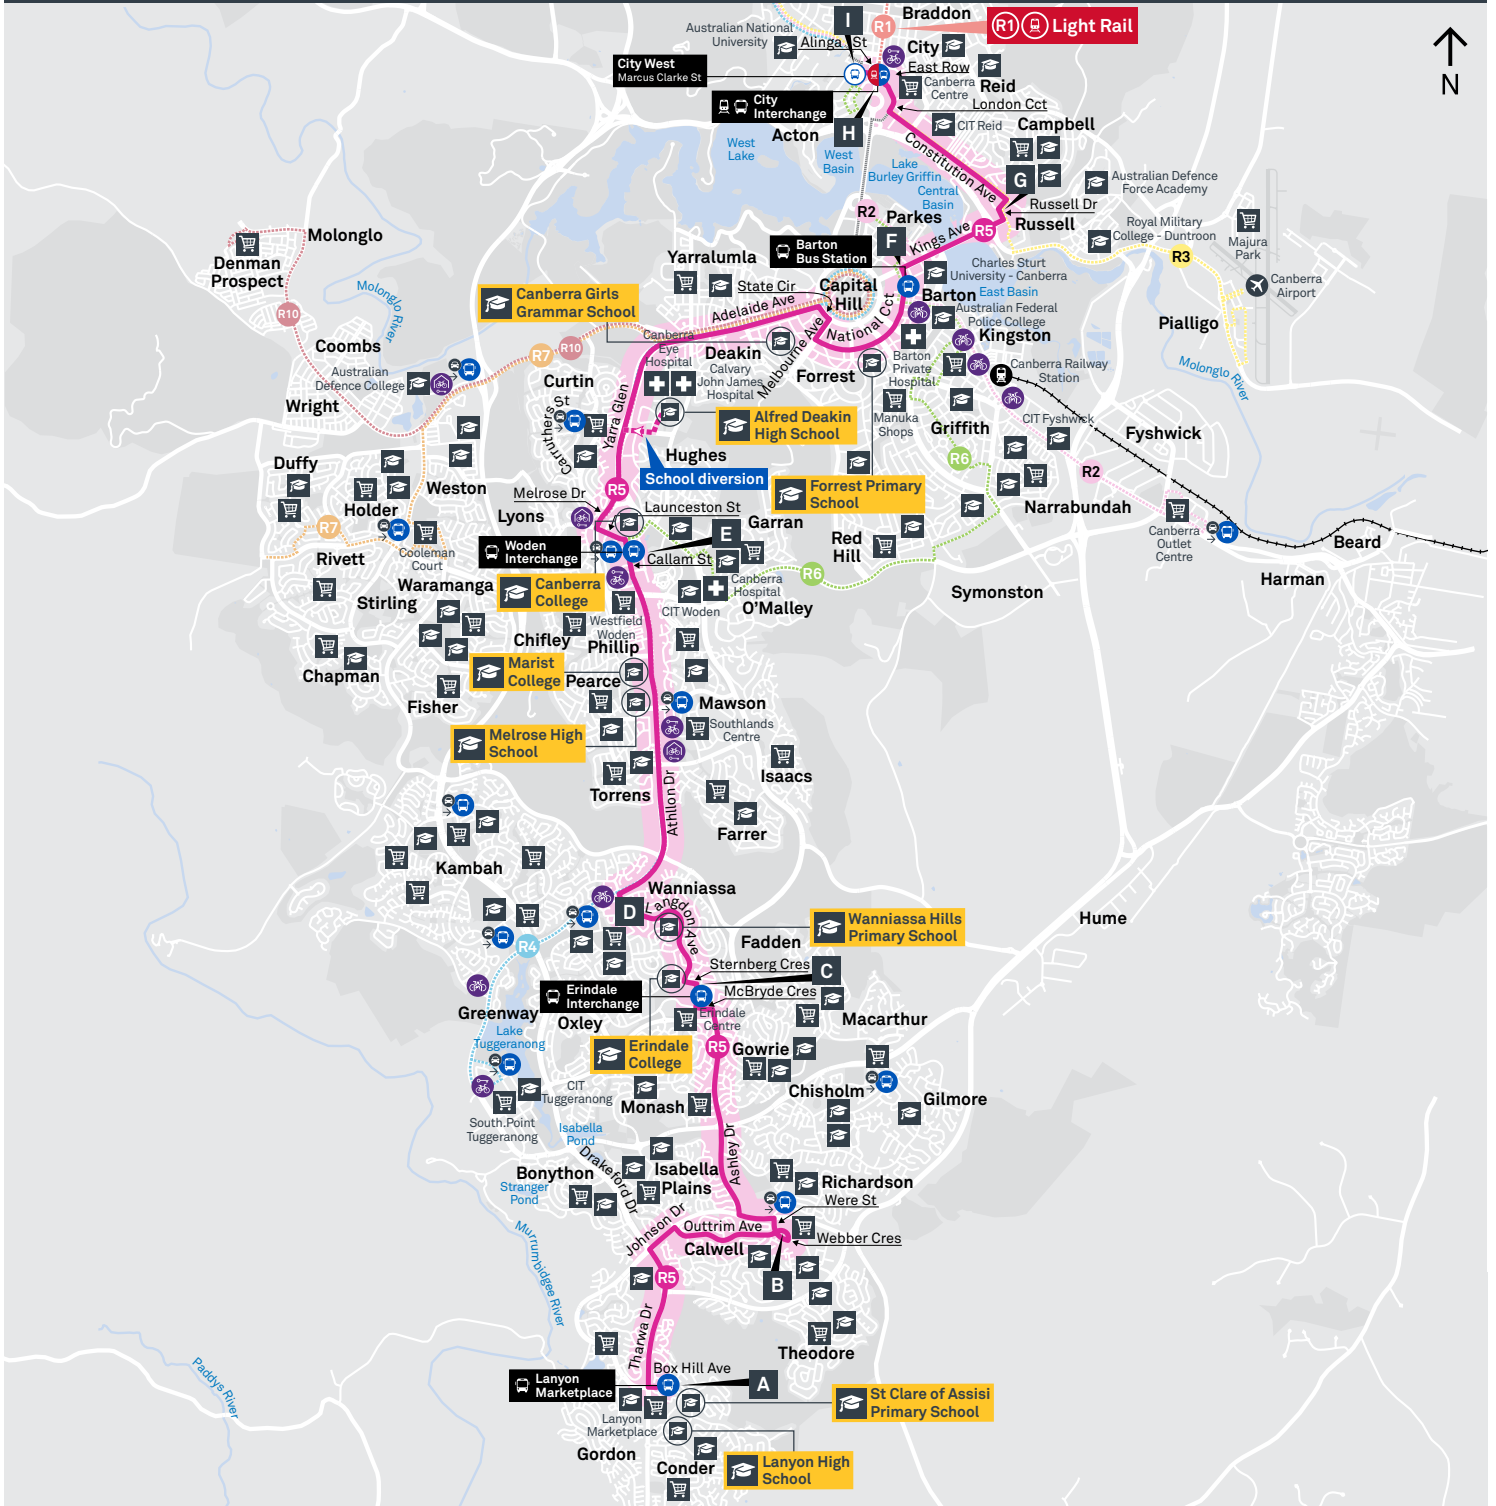 Braddon
R1 Light Rail
R1
Australian National
University
I
Alinga St
City
East Row
City West
Marcus Clarke St
Canberra
Centre
Reid
London Cct
City
Interchange
Acton
H
CIT Reid
Campbell
N
West
Lake
West
Basin
Lake
Burley Griffin
Central
Basin
Constitution Ave
G
Australian Defence
Force Academy
Russell Dr
Russell
Royal Military
College - Duntroon
Majura
Park
R2
Parkes
R5
Kings Ave
F
Barton
Bus Station
R3
Canberra
Airport
Pialligo
Molonglo
River
Molonglo
Denman
Prospect
R10
Molonglo
River
Yarralumla
State Cir
Capital
Hill
Adelaide Ave
Canberra Girls
Grammar School
Charles Sturt
University - Canberra
East Basin
Barton
Australian Federal
Police College
Kingston
National Cct
Melbourne Ave
Canberra
Eye
Hospital
Deakin
Calvary
John James
Hospital
Forrest
Barton
Private
Hospital
Canberra Railway
Station
Coombs
Australian
Defence College
R7
R10
Wright
Curtin
Carruthers St
Yarra Glen
Alfred Deakin
High School
Manuka
Shops
Griffith
CIT Fyshwick
Fyshwick
R2
R6
Hughes
School diversion
Forrest Primary
School
Narrabundah
Duffy
Holder
Weston
R7
Rivett
Cooleman
Court
Waramanga
Stirling
Melrose Dr
Lyons
R5
Launceston St
Garran
Woden
Interchange
E
Callam St
Canberra
College
Canberra
Hospital
CIT Woden
O'Malley
R6
Red
Hill
Symonston
Canberra
Outlet
Centre
Harman
Beard
Westfield
Woden
Chifley
Phillip
Marist
College
Pearce
Chapman
Fisher
Melrose High
School
Mawson
Southlands
Centre
Isaacs
Torrens
Athllon Dr
Farrer
Kambah
Wanniassa
D
Langdon Ave
Wanniassa Hills
Primary School
Fadden
R4
Sternberg Cres
C
Hume
Erindale
Interchange
McBryde Cres
Erindale
Centre
Macarthur
Greenway
Oxley
Lake
Tuggeranong
Erindale
College
R5
Gowrie
Chisholm
Gilmore
CIT
Tuggeranong
Monash
South.Point
Tuggeranong
Isabella
Pond
Drakeford Dr
Ashley Dr
Bonython
Stranger
Pond
Isabella
Plains
Richardson
Were St
Johnson Dr
Outtrim Ave
Webber Cres
Calwell
B
R5
Murrumbidgee River
Tharwa Dr
Theodore
Box Hill Ave
Lanyon
Marketplace
A
St Clare of Assisi
Primary School
Lanyon
Marketplace
Gordon
Conder
Lanyon High
School
Paddys River